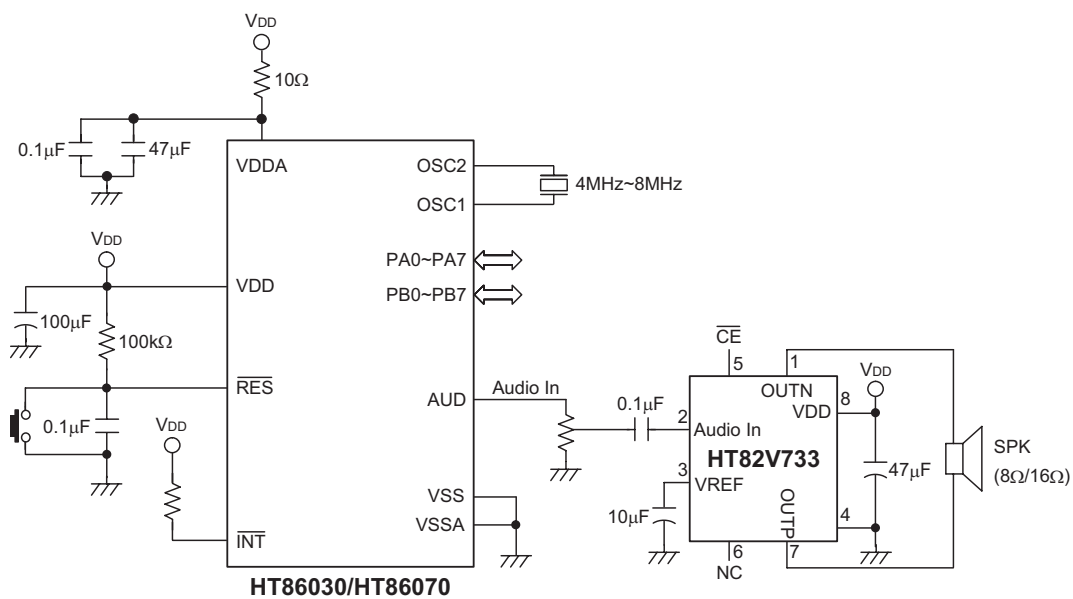 VDD
10Ω
0.1μF
47μF
VDDA
OSC2
OSC1
4MHz~8MHz
VDD
VDD
100μF
100kΩ
PA0~PA7
PB0~PB7
RES
0.1μF
VDD
INT
AUD
Audio In
VSS
VSSA
HT86030/HT86070
0.1μF
CE
5
1
OUTN
VDD
8
VDD
2
Audio In
HT82V733
3
VREF
10μF
OUTP
4
47μF
6
NC
7
SPK
(8Ω/16Ω)